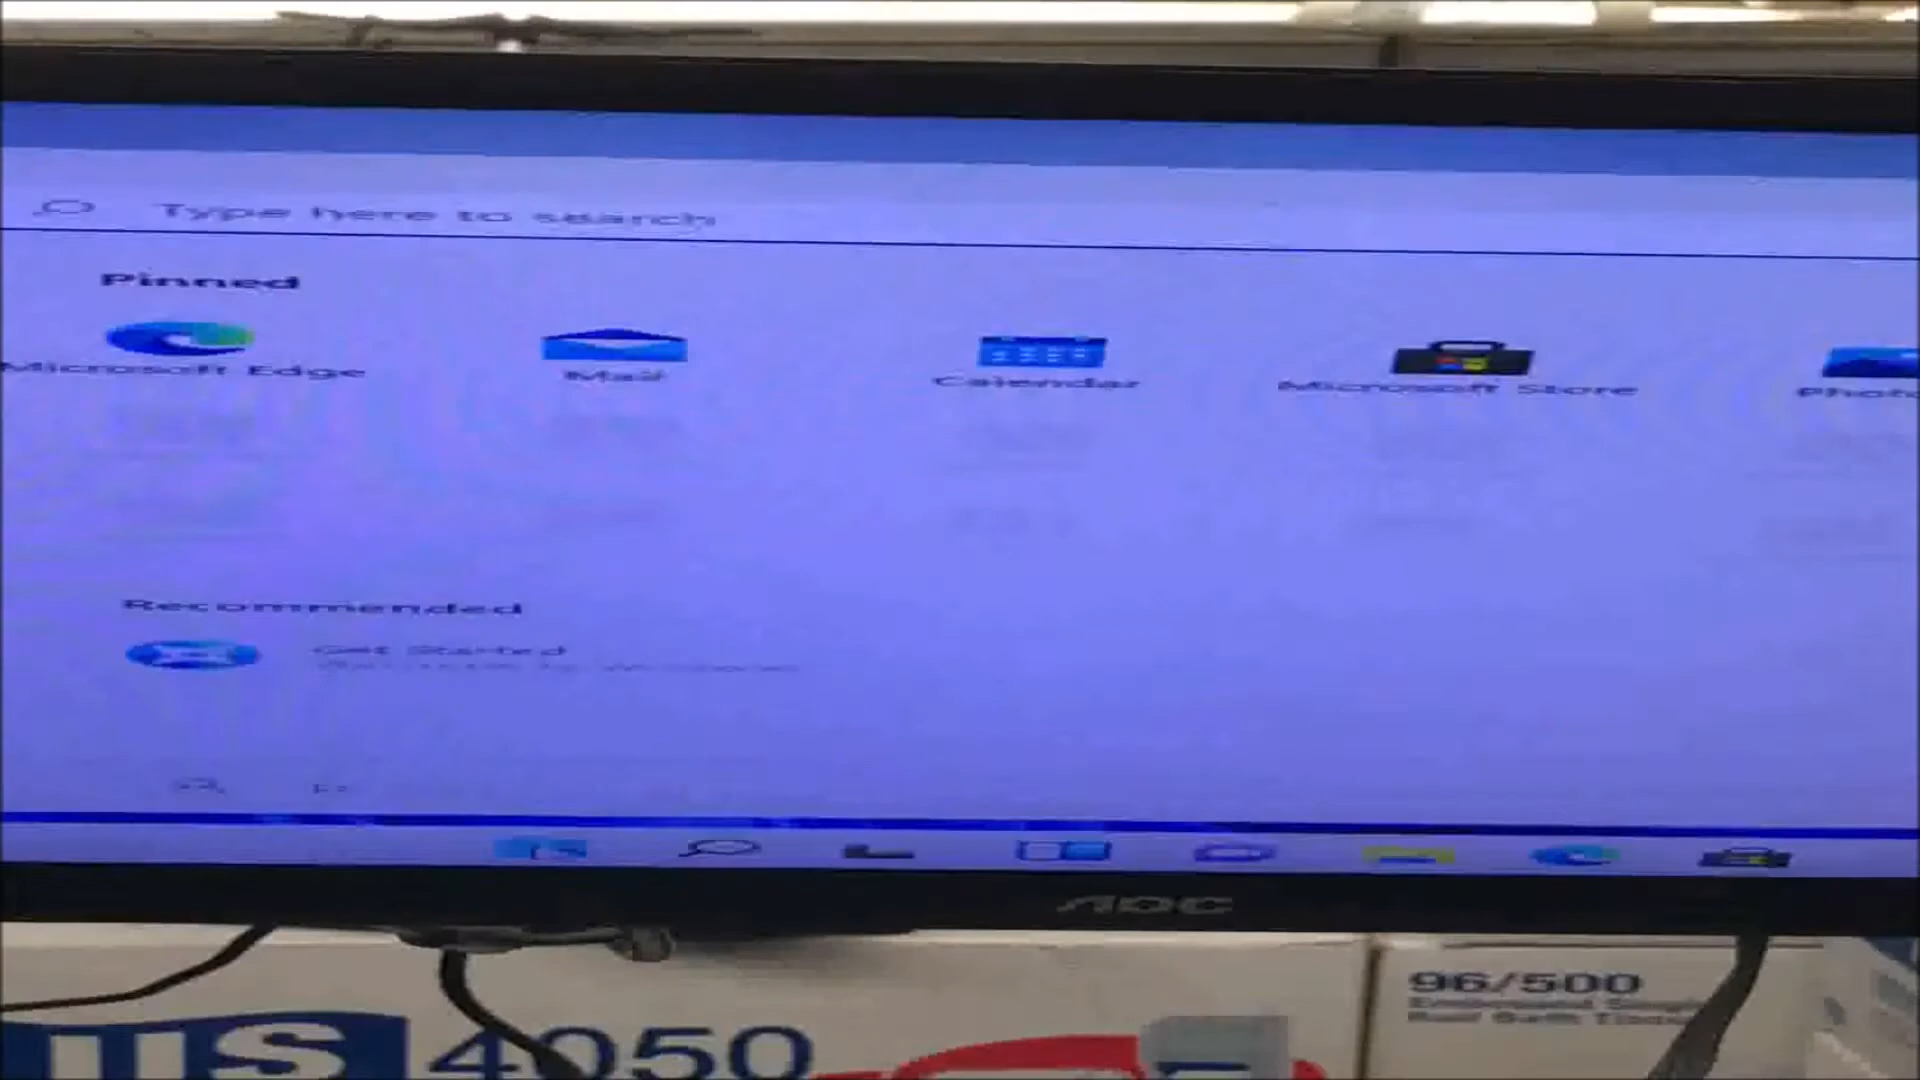 Type here to search
Pinned
Microsoft Edge
Mail
Calendar
Microsoft Store
Recommended
Get Started
AOC
96/500
4050